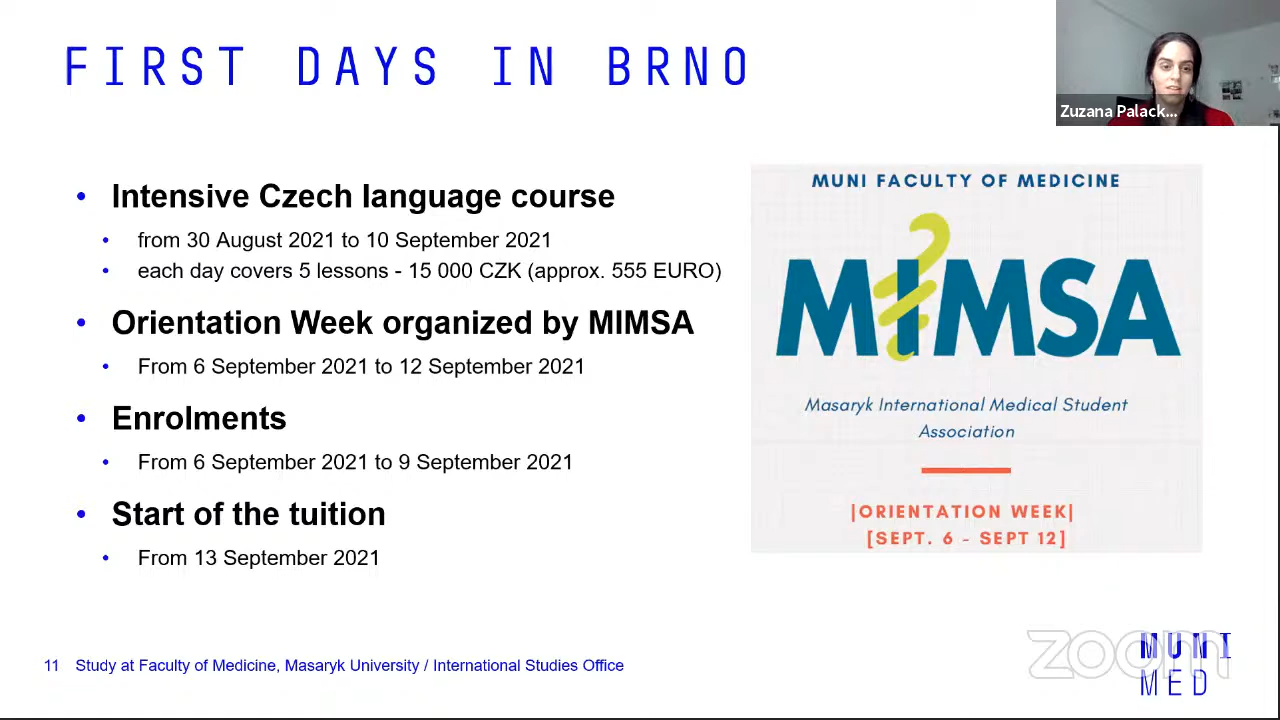 FIRST DAYS IN BRNO
Zuzana Palack...
• Intensive Czech language course
• from 30 August 2021 to 10 September 2021
• each day covers 5 lessons - 15 000 CZK (approx. 555 EURO)
• Orientation Week organized by MIMSA
• From 6 September 2021 to 12 September 2021
• Enrolments
• From 6 September 2021 to 9 September 2021
• Start of the tuition
• From 13 September 2021
MUNI FACULTY OF MEDICINE
MIMSA
Masaryk International Medical Student
Association
|ORIENTATION WEEK|
[SEPT. 6 - SEPT 12]
11 Study at Faculty of Medicine, Masaryk University / International Studies Office
zoom
MUNI
MED